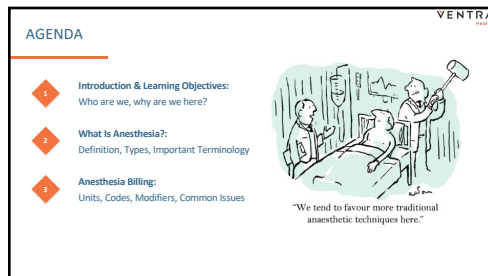 VENTRA
Hear
AGENDA
1
Introduction & Learning Objectives:
Who are we, why are we here?
2
What Is Anesthesia?:
Definition, Types, Important Terminology
3
Anesthesia Billing:
Units, Codes, Modifiers, Common Issues
"We tend to favour more traditional
anaesthetic techniques here."